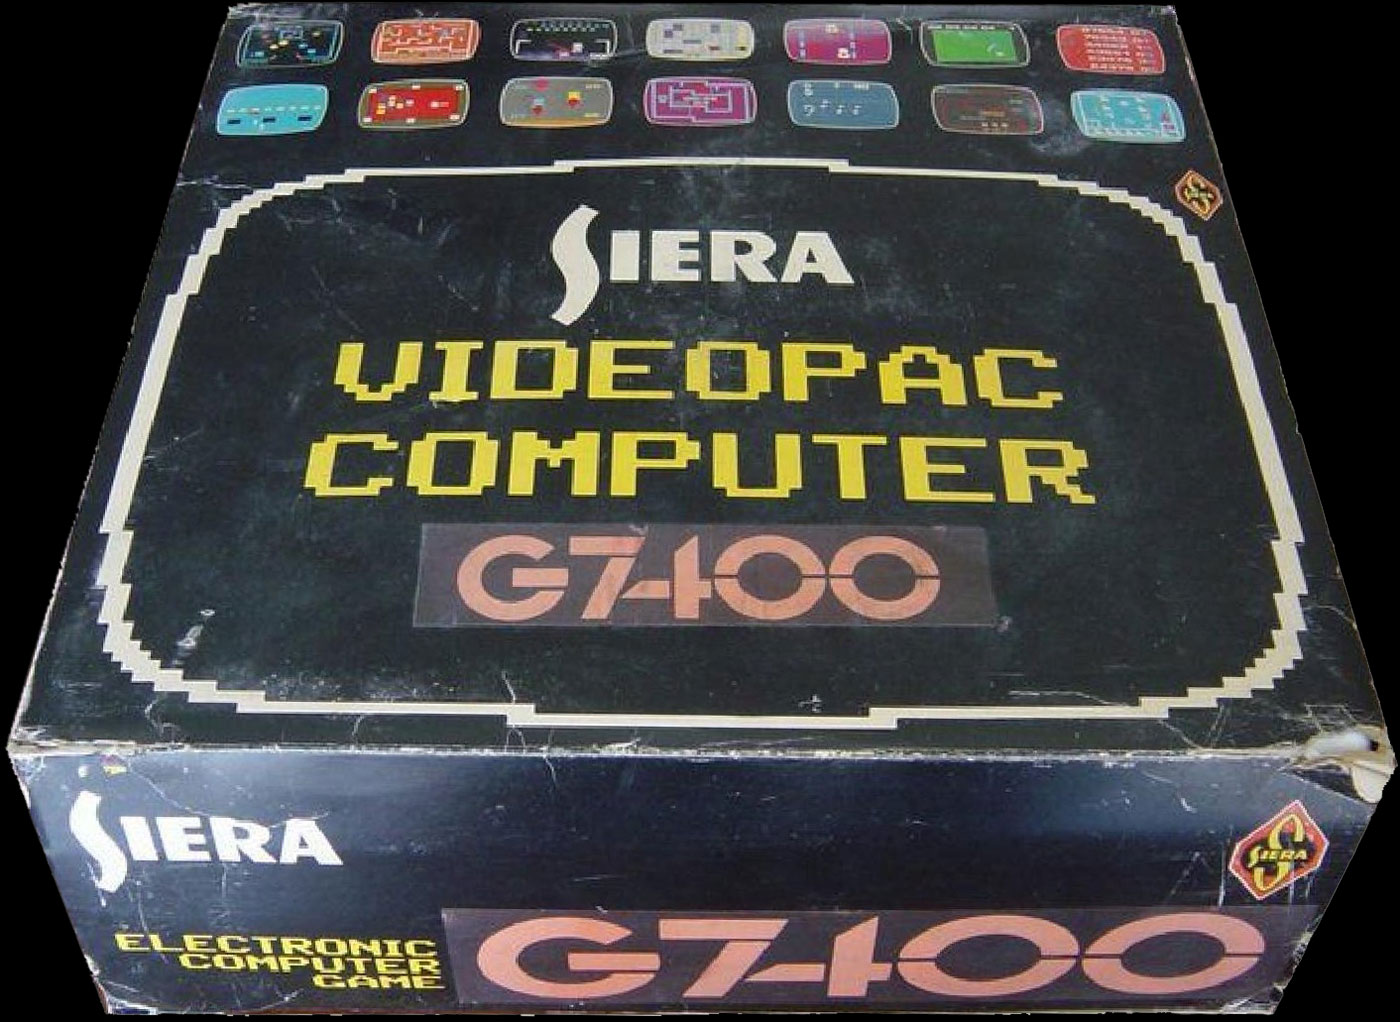 SIERA
VIDEOPAC
COMPUTER
G7400
SIERA
SIERA
ELECTRONIC
COMPUTER
GAME
G7400